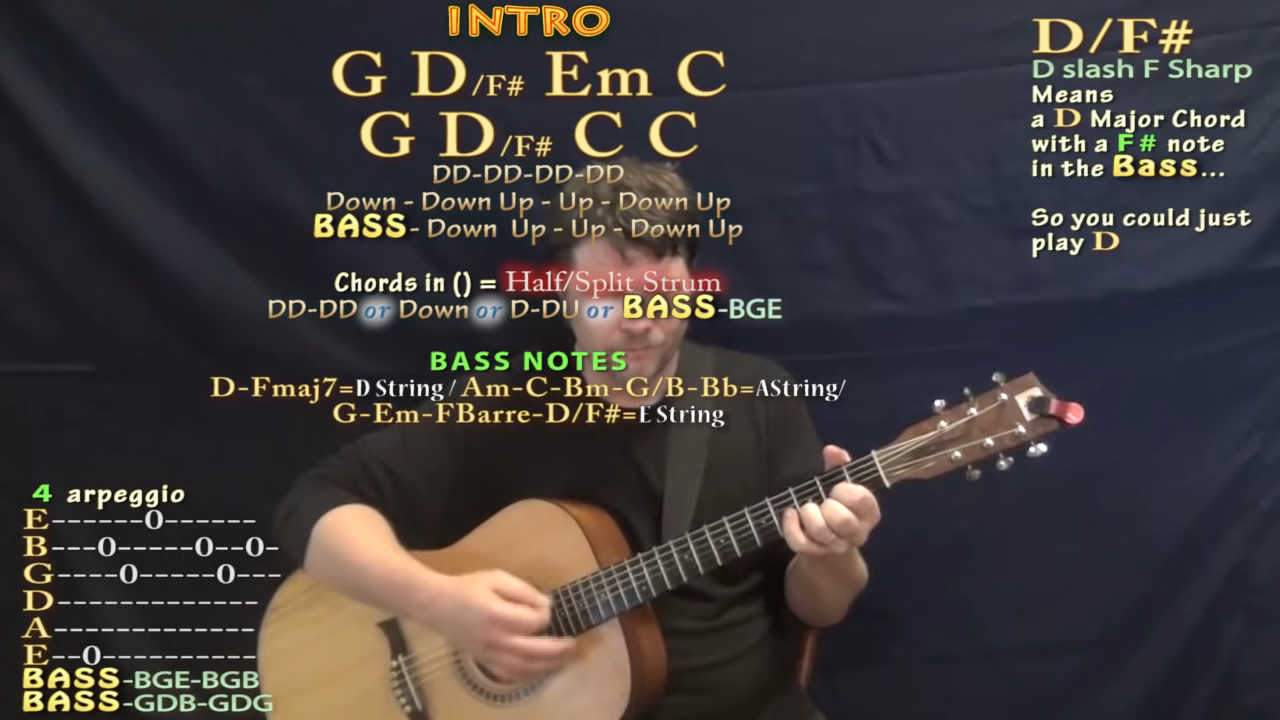 INTRO
G D/F# Em C
G D/F# C C
DD-DD-DD-DD
Down - Down Up - Up - Down Up
BASS- Down Up - Up - Down Up
Chords in () = Half/Split Strum
DD-DD or Down or D-DU or BASS-BGE
BASS NOTES
D-Fmaj7=D String / Am-C-Bm-G/B-Bb=AString/
G-Em-FBarre-D/F#=E String
D/F#
D slash F Sharp
Means
a D Major Chord
with a F# note
in the Bass...
So you could just
play D
4 arpeggio
E------0------
B---0-----0--0-
G----0-----0---
D-------------
A-------------
E--0----------
BASS-BGE-BGB
BASS-GDB-GDG